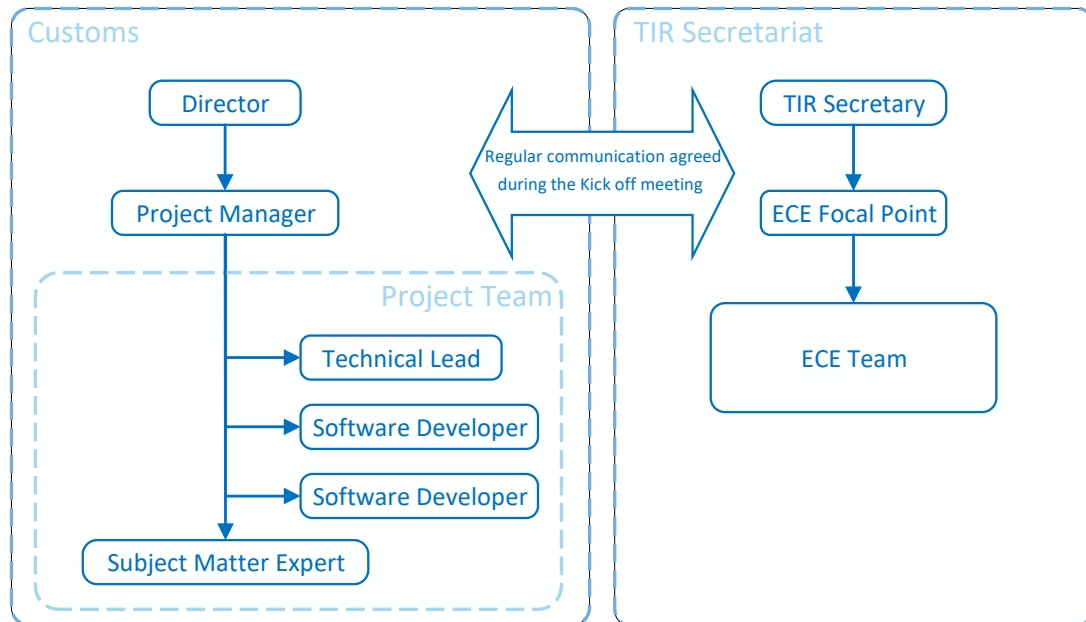 Customs
TIR Secretariat
Director
TIR Secretary
Regular communication agreed
during the Kick off meeting
Project Manager
ECE Focal Point
Project Team
Technical Lead
ECE Team
Software Developer
Software Developer
Subject Matter Expert